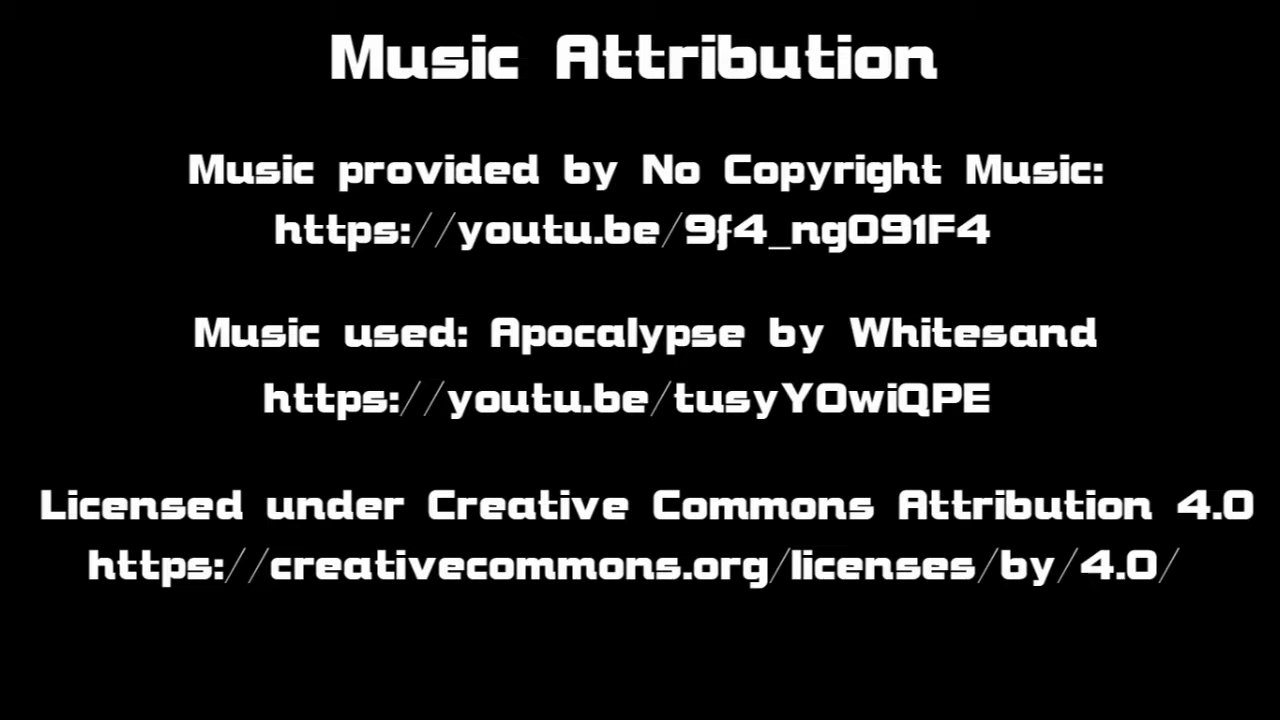 Music Attribution
Music provided by No Copyright Music:
https://youtu.be/9f4_ngO91F4
Music used: Apocalypse by Whitesand
https://youtu.be/tusyYOwiQPE
Licensed under Creative Commons Attribution 4.0
https://creativecommons.org/licenses/by/4.0/